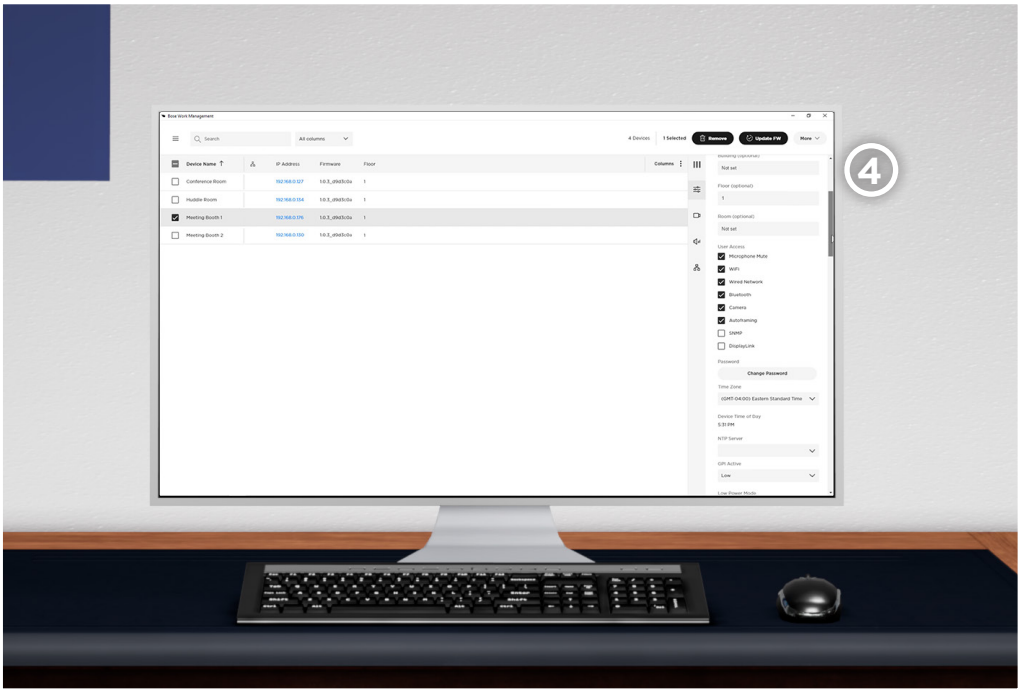 Bose Work Management
Search
All columns
4 Devices 1 Selected Remove Update FW More
Device Name ↑ IP Address Firmware Floor Columns
Conference Room 192.168.0.127 1.0.3_d9d3c0a 1
Huddle Room 192.168.0.134 1.0.3_d9d3c0a 1
Meeting Booth 1 192.168.0.176 1.0.3_d9d3c0a 1
Meeting Booth 2 192.168.0.130 1.0.3_d9d3c0a 1
Building (optional)
Not set
Floor (optional)
1
Room (optional)
Not set
User Access
Microphone Mute
WiFi
Wired Network
Bluetooth
Camera
Autoframing
SNMP
DisplayLink
Password
Change Password
Time Zone
(GMT-04:00) Eastern Standard Time
Device Time of Day
5:31 PM
NTP Server
GPI Active
Low
Low Power Mode
4